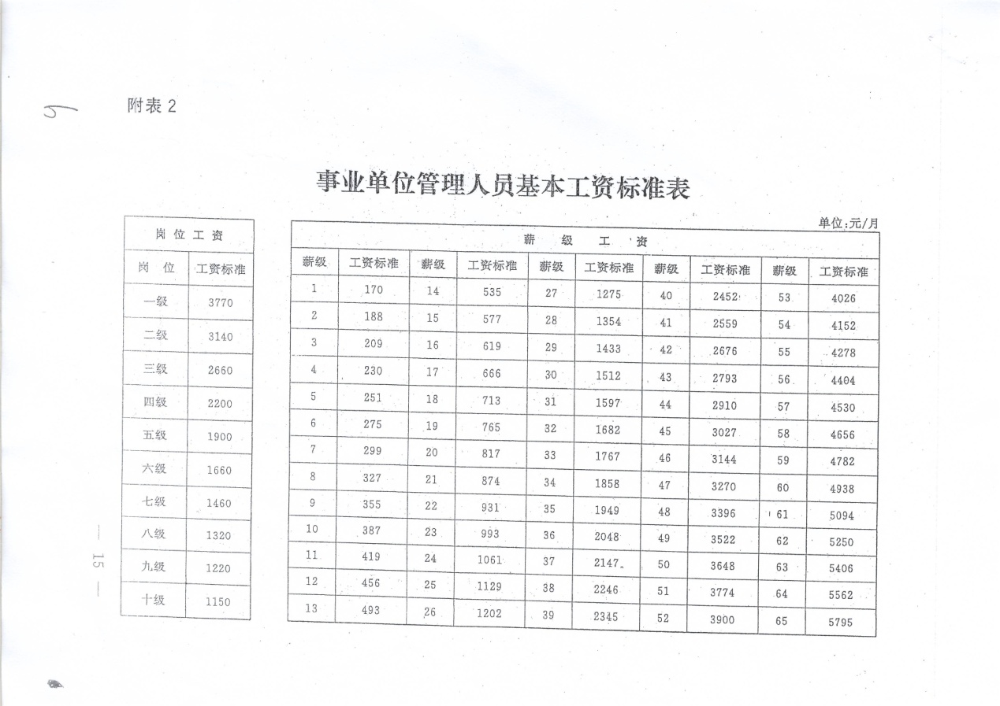 附表 2
事业单位管理人员基本工资标准表
单位:元/月
岗 位 工 资
岗 位 工资标准
一级 3770
二级 3140
三级 2660
四级 2200
五级 1900
六级 1660
七级 1460
八级 1320
九级 1220
十级 1150
薪 级 工 资
薪级 工资标准 薪级 工资标准 薪级 工资标准 薪级 工资标准 薪级 工资标准
1 170 14 535 27 1275 40 2452 53 4026
2 188 15 577 28 1354 41 2559 54 4152
3 209 16 619 29 1433 42 2676 55 4278
4 230 17 666 30 1512 43 2793 56 4404
5 251 18 713 31 1597 44 2910 57 4530
6 275 19 765 32 1682 45 3027 58 4656
7 299 20 817 33 1767 46 3144 59 4782
8 327 21 874 34 1858 47 3270 60 4938
9 355 22 931 35 1949 48 3396 61 5094
10 387 23 993 36 2048 49 3522 62 5250
11 419 24 1061 37 2147 50 3648 63 5406
12 456 25 1129 38 2246 51 3774 64 5562
13 493 26 1202 39 2345 52 3900 65 5795
— 15 —